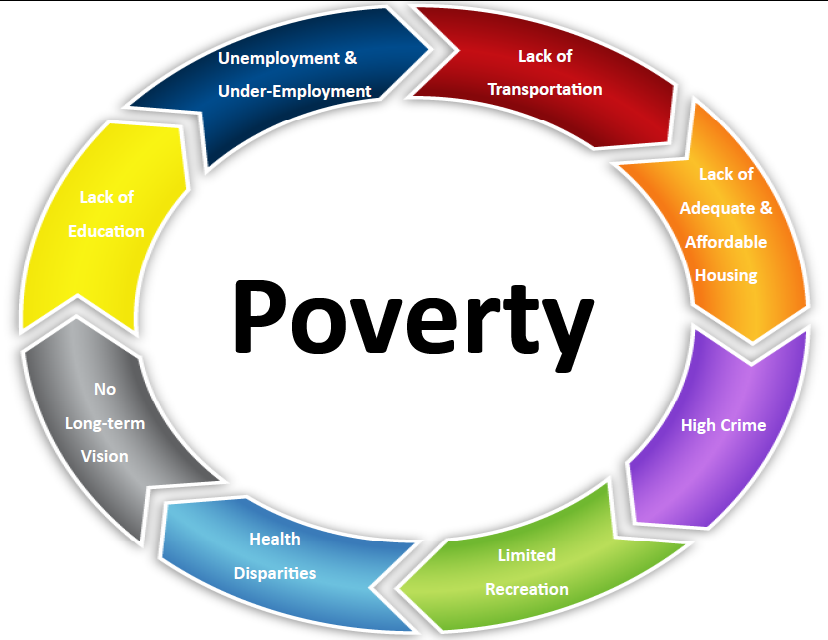 Unemployment &
Under-Employment
Lack of
Transportation
Lack of
Adequate &
Affordable
Housing
High Crime
Limited
Recreation
Health
Disparities
No
Long-term
Vision
Lack of
Education
Poverty